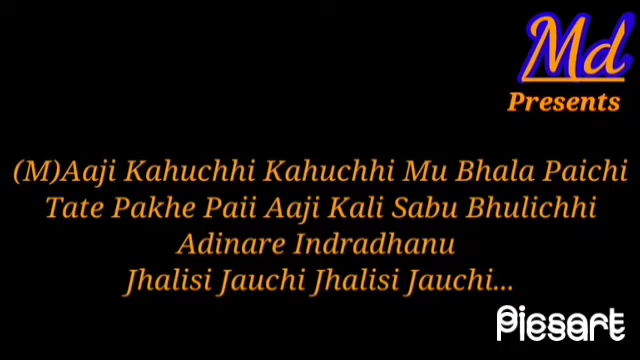 Md
Presents
(M)Aaji Kahuchhi Kahuchhi Mu Bhala Paichi
Tate Pakhe Paii Aaji Kali Sabu Bhulichhi
Adinare Indradhanu
Jhalisi Jauchi Jhalisi Jauchi...
Picsart